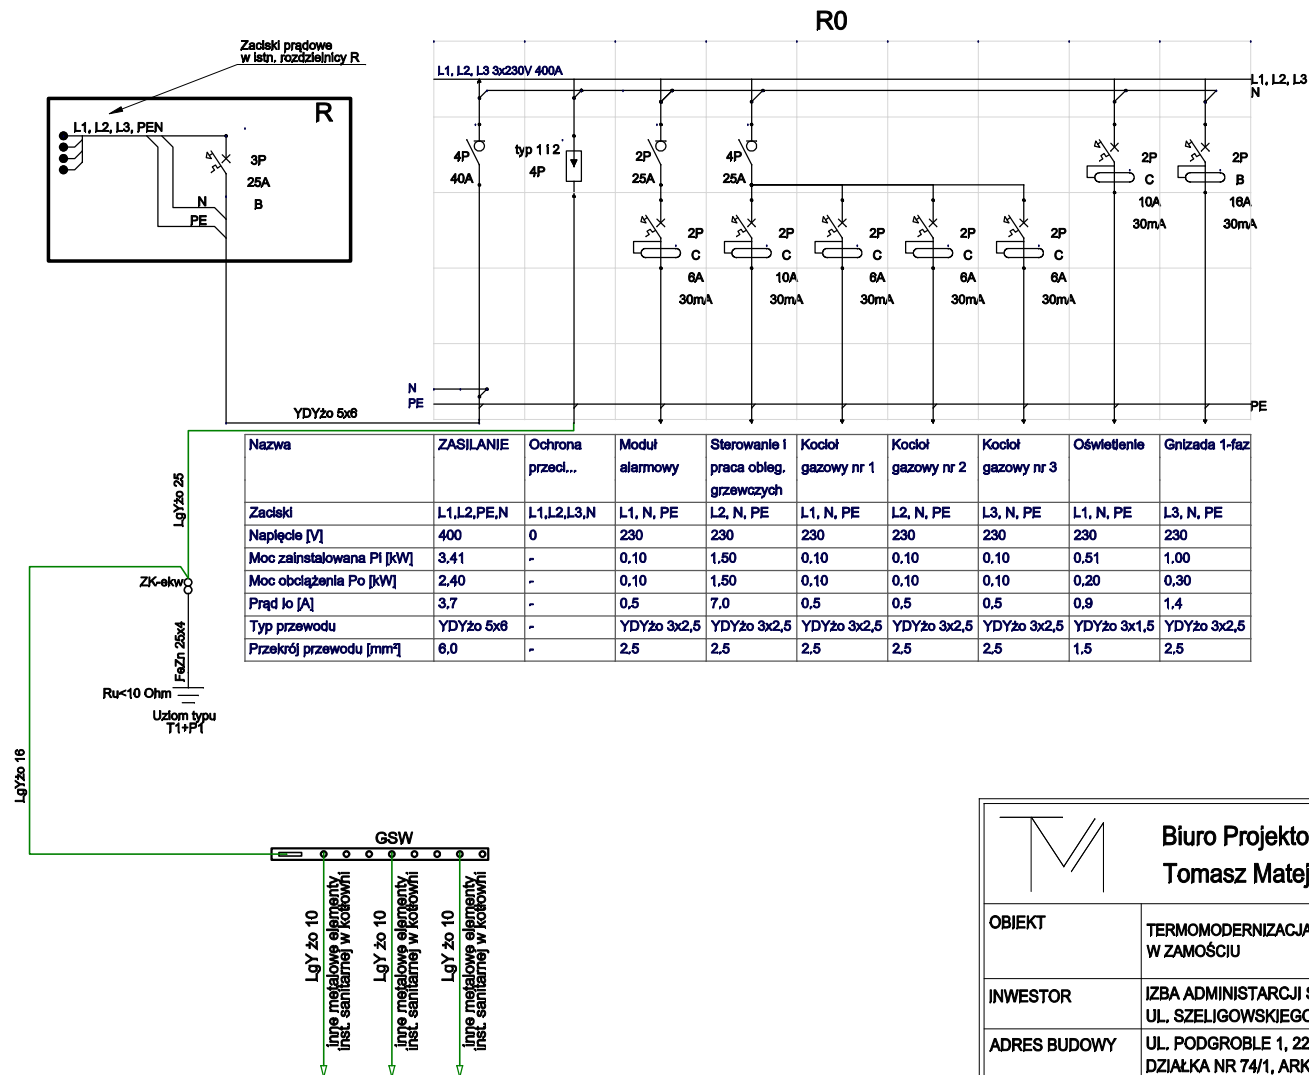 R0
Zaciski prądowe
w istn. rozdzielnicy R
R
L1, L2, L3, PEN
3P
25A
B
N
PE
L1, L2, L3 3x230V 400A
L1, L2, L3
N
4P
40A
typ 1 i 2
4P
2P
25A
4P
25A
2P
C
10A
30mA
2P
B
16A
30mA
2P
C
6A
30mA
2P
C
10A
30mA
2P
C
6A
30mA
2P
C
6A
30mA
2P
C
6A
30mA
N
PE
PE
YDYżo 5x6
Nazwa ZASILANIE Ochrona przeci... Moduł alarmowy Sterowanie i praca obieg. grzewczych Kocioł gazowy nr 1 Kocioł gazowy nr 2 Kocioł gazowy nr 3 Oświetlenie Gnizada 1-faz
Zaciski L1,L2,PE,N L1,L2,L3,N L1, N, PE L2, N, PE L1, N, PE L2, N, PE L3, N, PE L1, N, PE L3, N, PE
Napięcie [V] 400 0 230 230 230 230 230 230 230
Moc zainstalowana Pi [kW] 3,41 - 0,10 1,50 0,10 0,10 0,10 0,51 1,00
Moc obciążenia Po [kW] 2,40 - 0,10 1,50 0,10 0,10 0,10 0,20 0,30
Prąd Io [A] 3,7 - 0,5 7,0 0,5 0,5 0,5 0,9 1,4
Typ przewodu YDYżo 5x6 - YDYżo 3x2,5 YDYżo 3x2,5 YDYżo 3x2,5 YDYżo 3x2,5 YDYżo 3x2,5 YDYżo 3x1,5 YDYżo 3x2,5
Przekrój przewodu [mm²] 6,0 - 2,5 2,5 2,5 2,5 2,5 1,5 2,5
LgYżo 25
ZK-ekw
FeZn 25x4
Ru<10 Ohm
Uziom typu
T1+P1
LgYżo 16
GSW
LgY żo 10
inne metalowe elementy
inst. sanitarnej w kotłowni
LgY żo 10
inne metalowe elementy
inst. sanitarnej w kotłowni
LgY żo 10
inne metalowe elementy
inst. sanitarnej w kotłowni
TM
Biuro Projekto
Tomasz Matej
OBIEKT
TERMOMODERNIZACJA
W ZAMOŚCIU
INWESTOR
IZBA ADMINISTARCJI S
UL. SZELIGOWSKIEGO
ADRES BUDOWY
UL. PODGROBLE 1, 22
DZIAŁKA NR 74/1, ARK